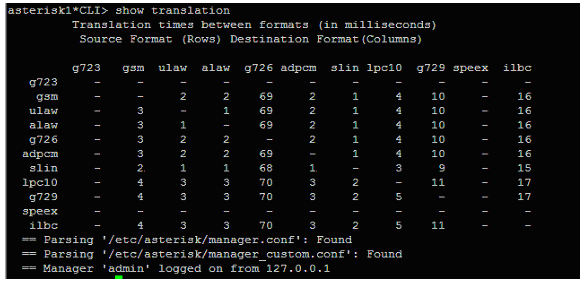 asterisk1*CLI> show translation
Translation times between formats (in milliseconds)
Source Format (Rows) Destination Format(Columns)
g723 gsm ulaw alaw g726 adpcm slin lpc10 g729 speex ilbc
g723 - - - - - - - - - - -
gsm - - 2 2 69 2 1 4 10 - 16
ulaw - 3 - 1 69 2 1 4 10 - 16
alaw - 3 1 - 69 2 1 4 10 - 16
g726 - 3 2 2 - 2 1 4 10 - 16
adpcm - 3 2 2 69 - 1 4 10 - 16
slin - 2 1 1 68 1 - 3 9 - 15
lpc10 - 4 3 3 70 3 2 - 11 - 17
g729 - 4 3 3 70 3 2 5 - - 17
speex - - - - - - - - - - -
ilbc - 4 3 3 70 3 2 5 11 - -
== Parsing '/etc/asterisk/manager.conf': Found
== Parsing '/etc/asterisk/manager_custom.conf': Found
== Manager 'admin' logged on from 127.0.0.1